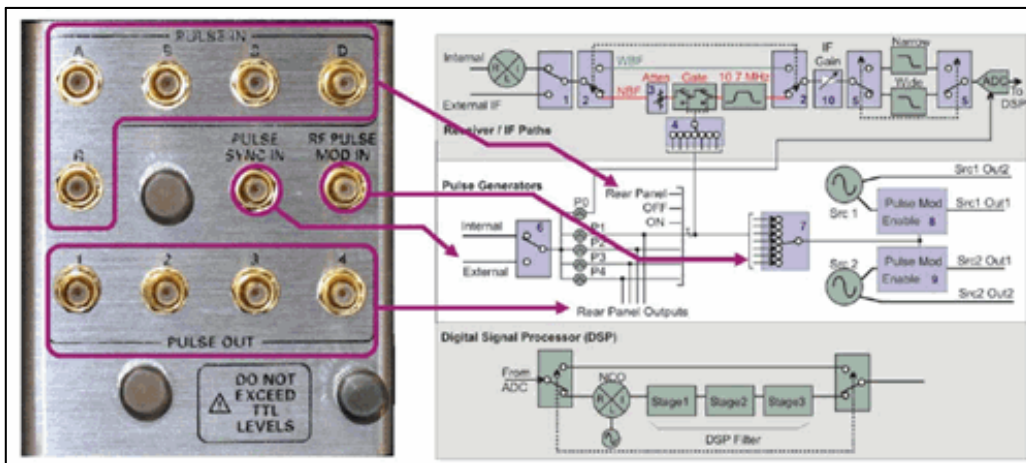 PULSE IN
A B C D
R
PULSE SYNC IN
RF PULSE MOD IN
1 2 3 4
PULSE OUT
DO NOT
EXCEED
TTL
LEVELS
Internal
External IF
R L I
1
2
WBF
NBF
Atten
3
Gate
10.7 MHz
4
2
IF
Gain
10
5
Narrow
Wide
5
ADC
To
DSP
Receiver / IF Paths
Pulse Generators
Internal
External
6
P0
P1
P2
P3
P4
Rear Panel
OFF
ON
Rear Panel Outputs
7
Src 1
Pulse Mod
Enable 8
Src1 Out2
Src1 Out1
Src 2
Pulse Mod
Enable 9
Src2 Out1
Src2 Out2
Digital Signal Processor (DSP)
From
ADC
NCO
R L I
Stage1 Stage2 Stage3
DSP Filter